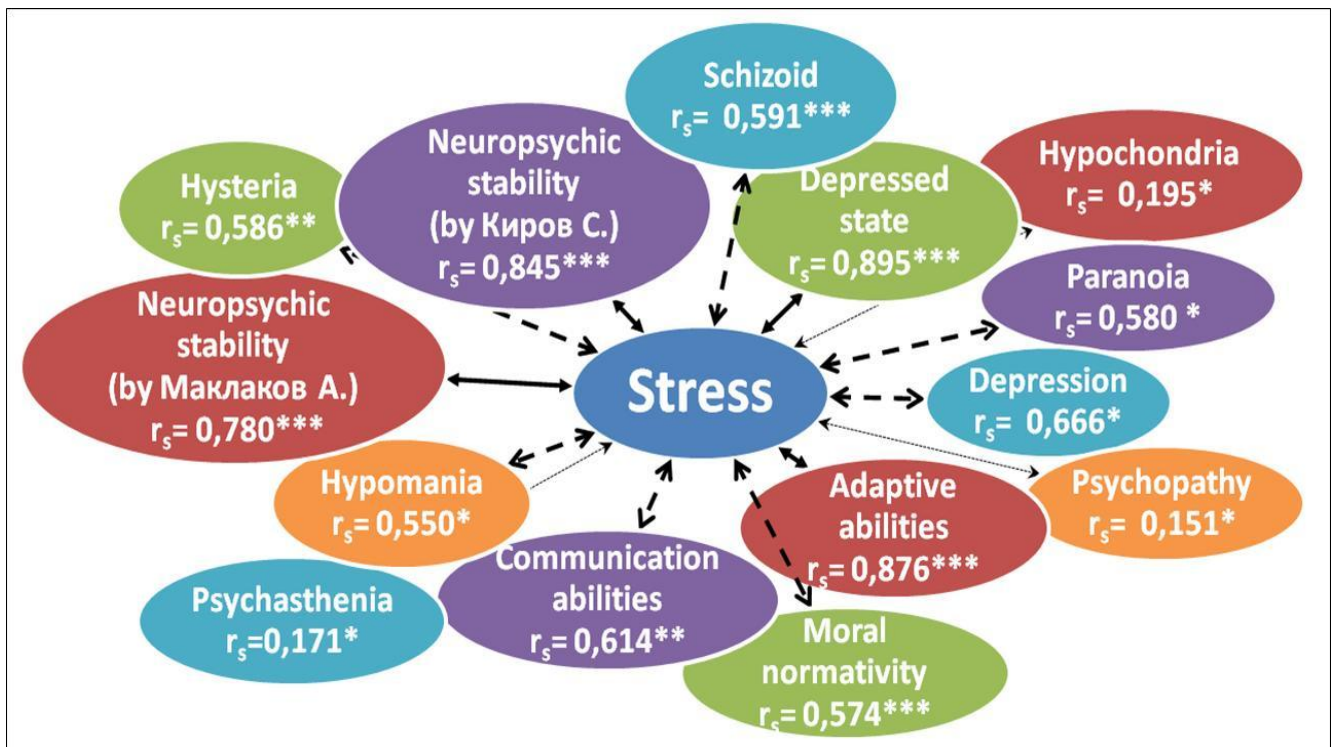 Schizoid
rₛ= 0,591***
Neuropsychic
stability
(by Киров С.)
rₛ= 0,845***
Hysteria
rₛ= 0,586**
Depressed
state
rₛ= 0,895***
Hypochondria
rₛ= 0,195*
Paranoia
rₛ= 0,580 *
Neuropsychic
stability
(by Маклаков А.)
rₛ= 0,780***
Stress
Depression
rₛ= 0,666*
Hypomania
rₛ= 0,550*
Adaptive
abilities
rₛ= 0,876***
Psychopathy
rₛ= 0,151*
Psychasthenia
rₛ=0,171*
Communication
abilities
rₛ= 0,614**
Moral
normativity
rₛ= 0,574***